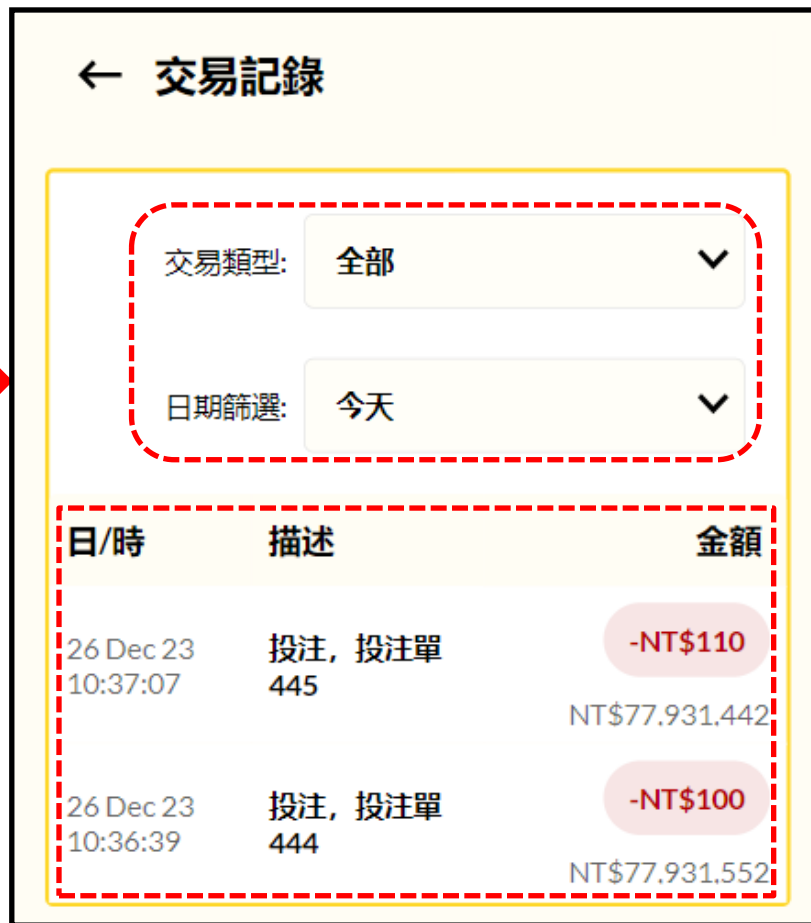 ← 交易記錄
交易類型: 全部
日期篩選: 今天
日/時 描述 金額
26 Dec 23 投注，投注單 -NT$110
10:37:07 445
NT$77,931,442
26 Dec 23 投注，投注單 -NT$100
10:36:39 444
NT$77,931,552